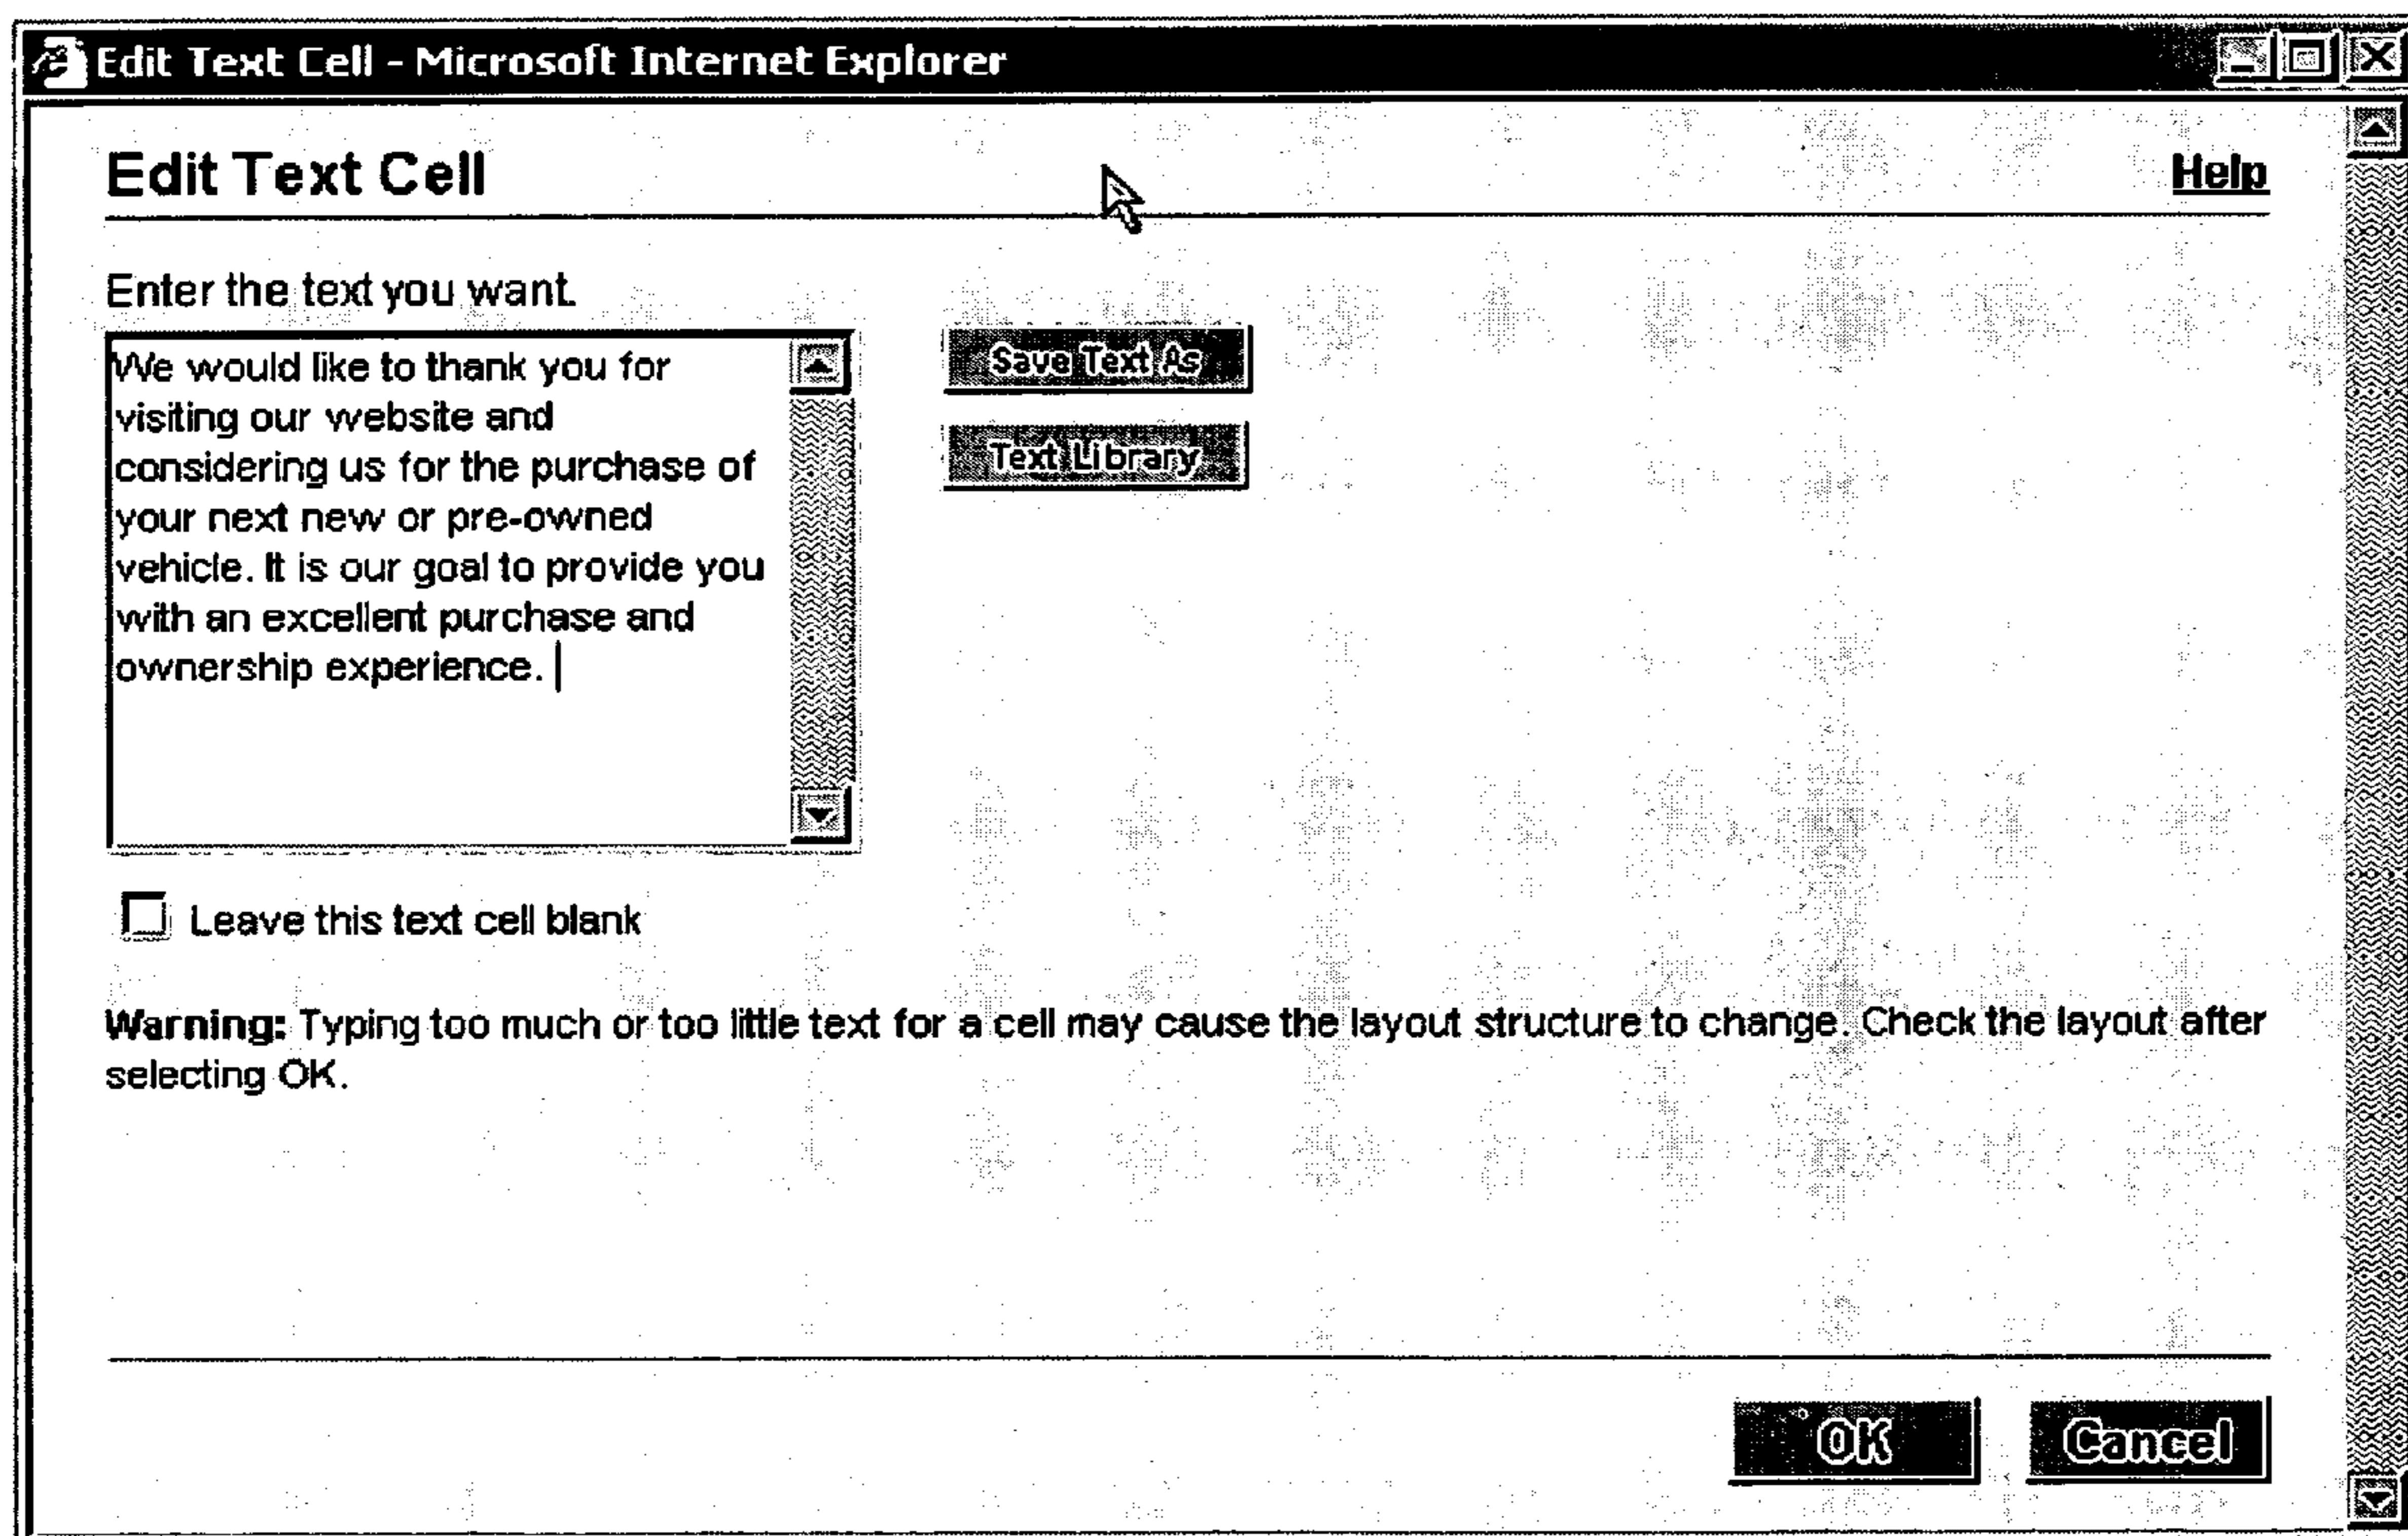 Edit Text Cell - Microsoft Internet Explorer
Edit Text Cell
Help
Enter the text you want.
We would like to thank you for
visiting our website and
considering us for the purchase of
your next new or pre-owned
vehicle. It is our goal to provide you
with an excellent purchase and
ownership experience.
Save Text As
Text Library
Leave this text cell blank
Warning: Typing too much or too little text for a cell may cause the layout structure to change. Check the layout after
selecting OK.
OK
Cancel